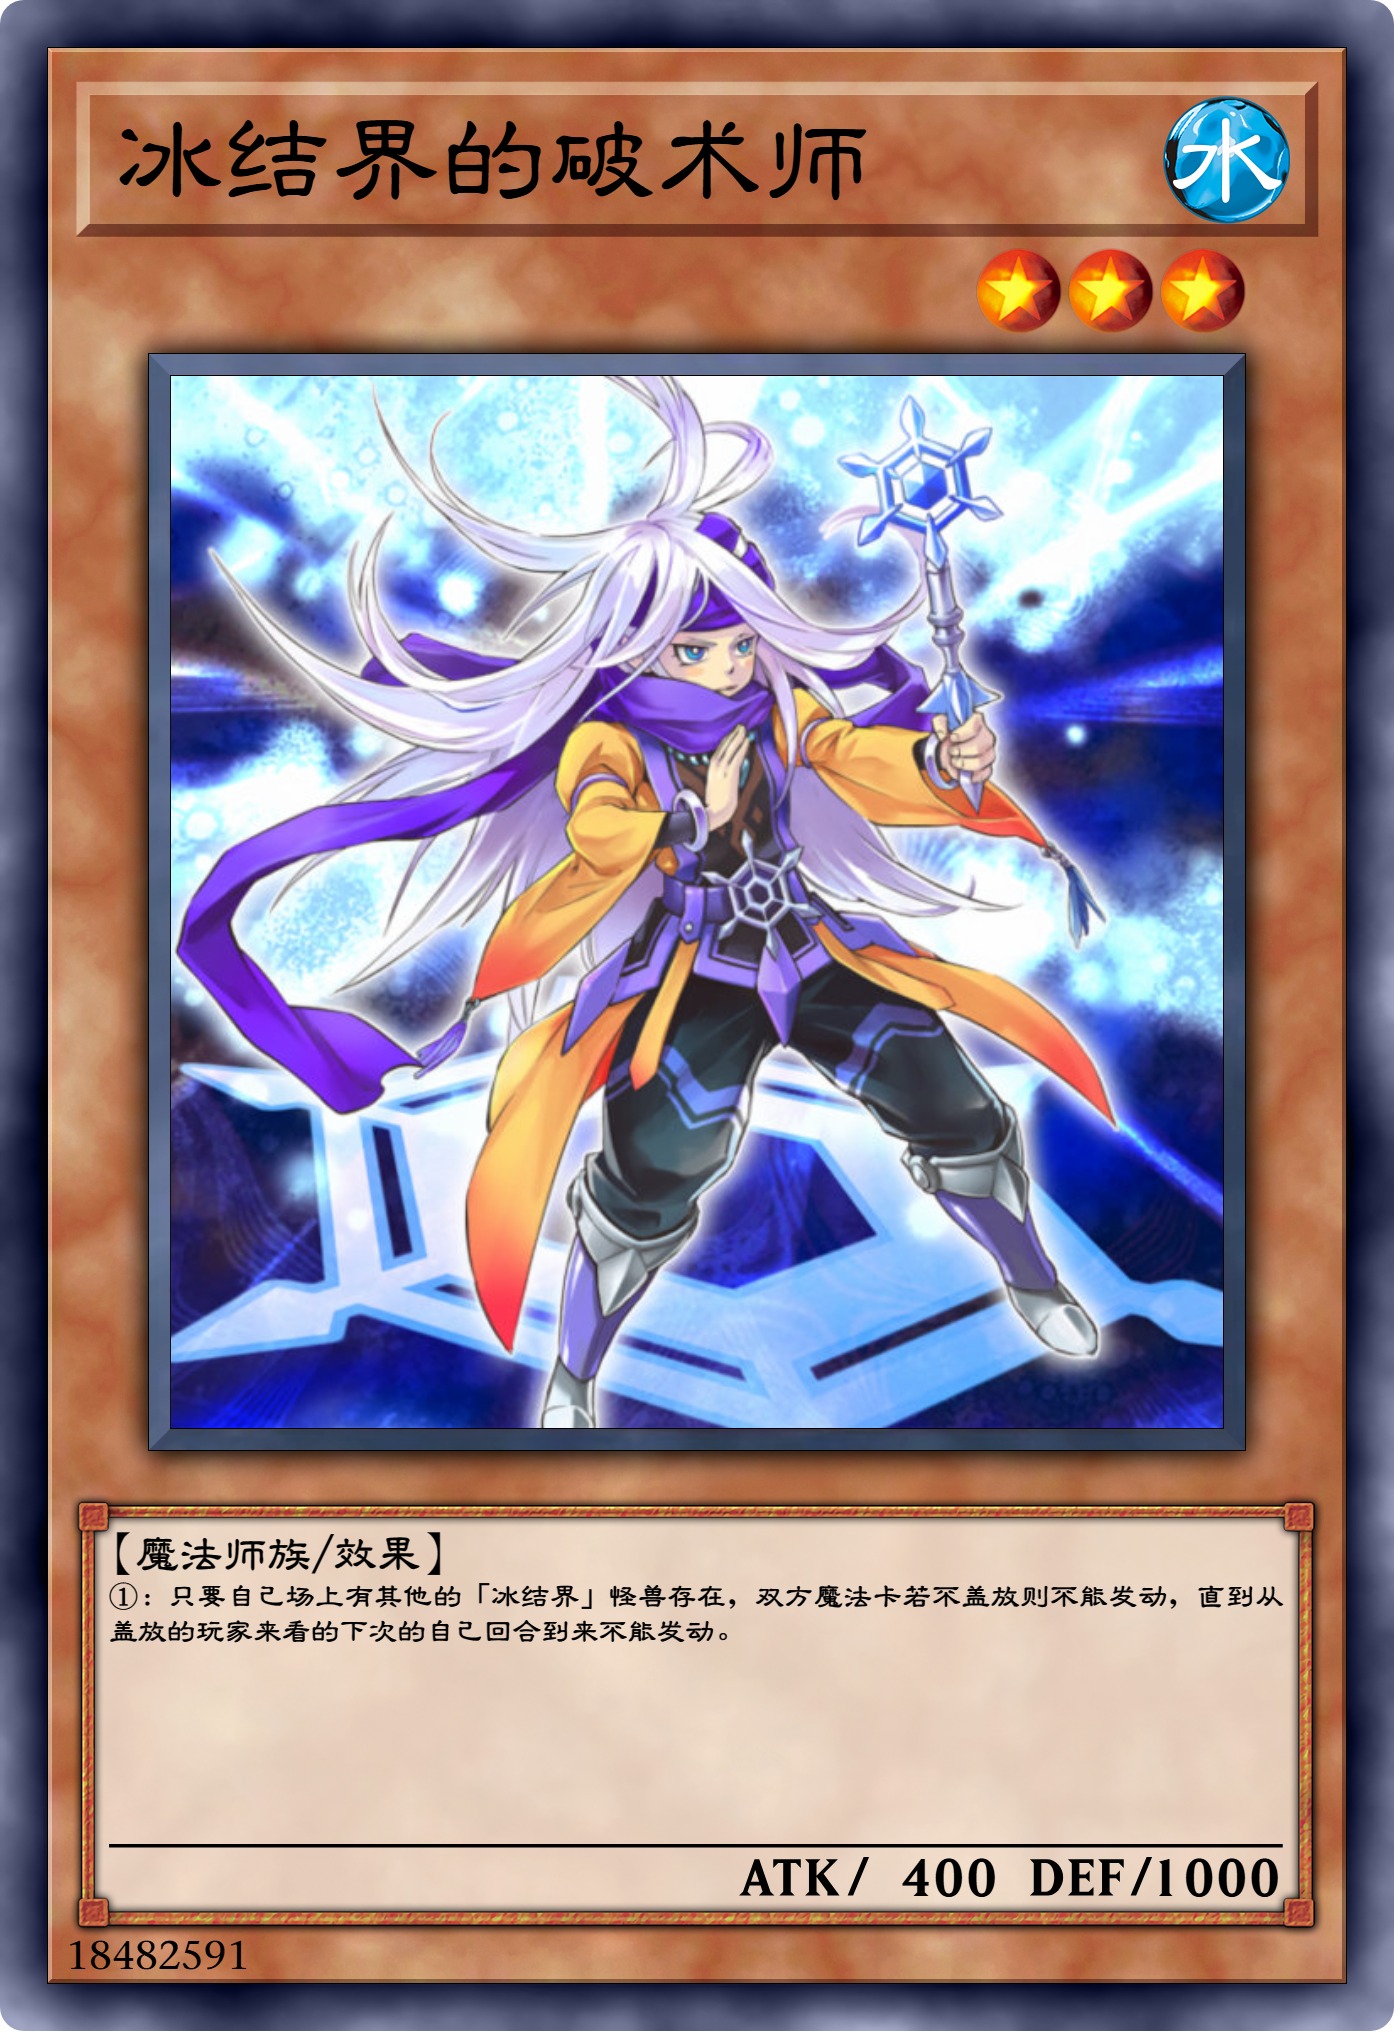 冰结界的破术师
水
【魔法师族/效果】
①：只要自己场上有其他的「冰结界」怪兽存在，双方魔法卡若不盖放则不能发动，直到从
盖放的玩家来看的下次的自己回合到来不能发动。
ATK/ 400 DEF/1000
18482591